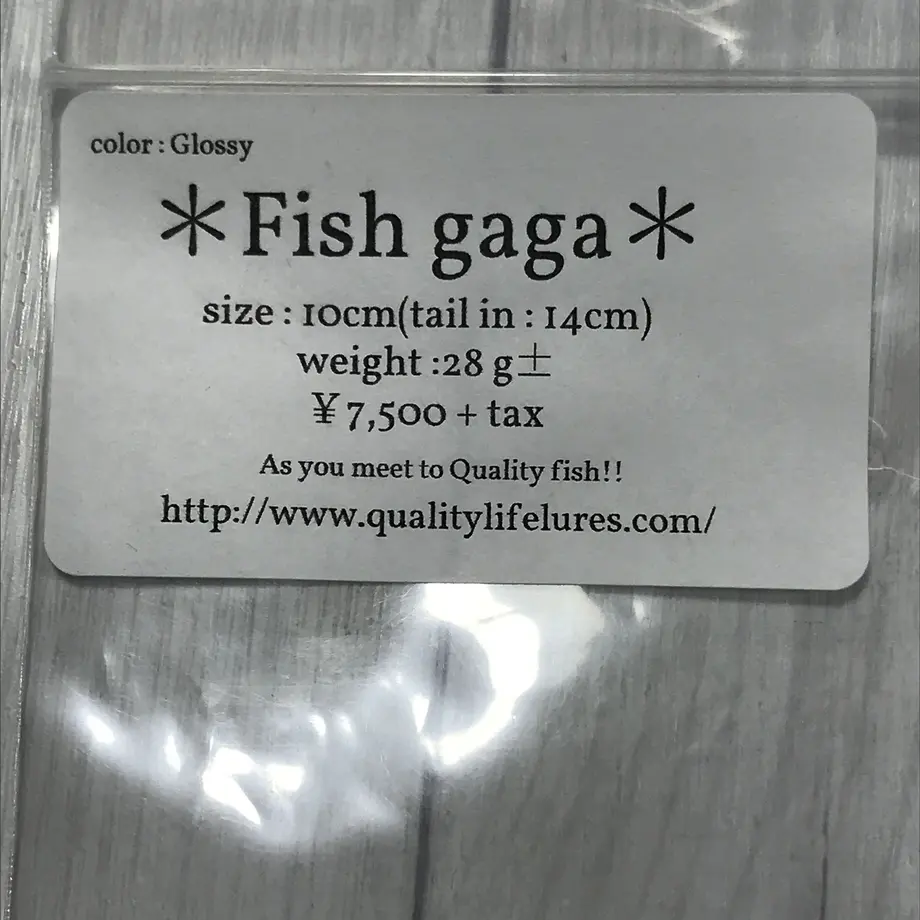 color : Glossy
＊Fish gaga＊
size : 10cm(tail in : 14cm)
weight :28 g±
¥ 7,500 + tax
As you meet to Quality fish!!
http://www.qualitylifelures.com/